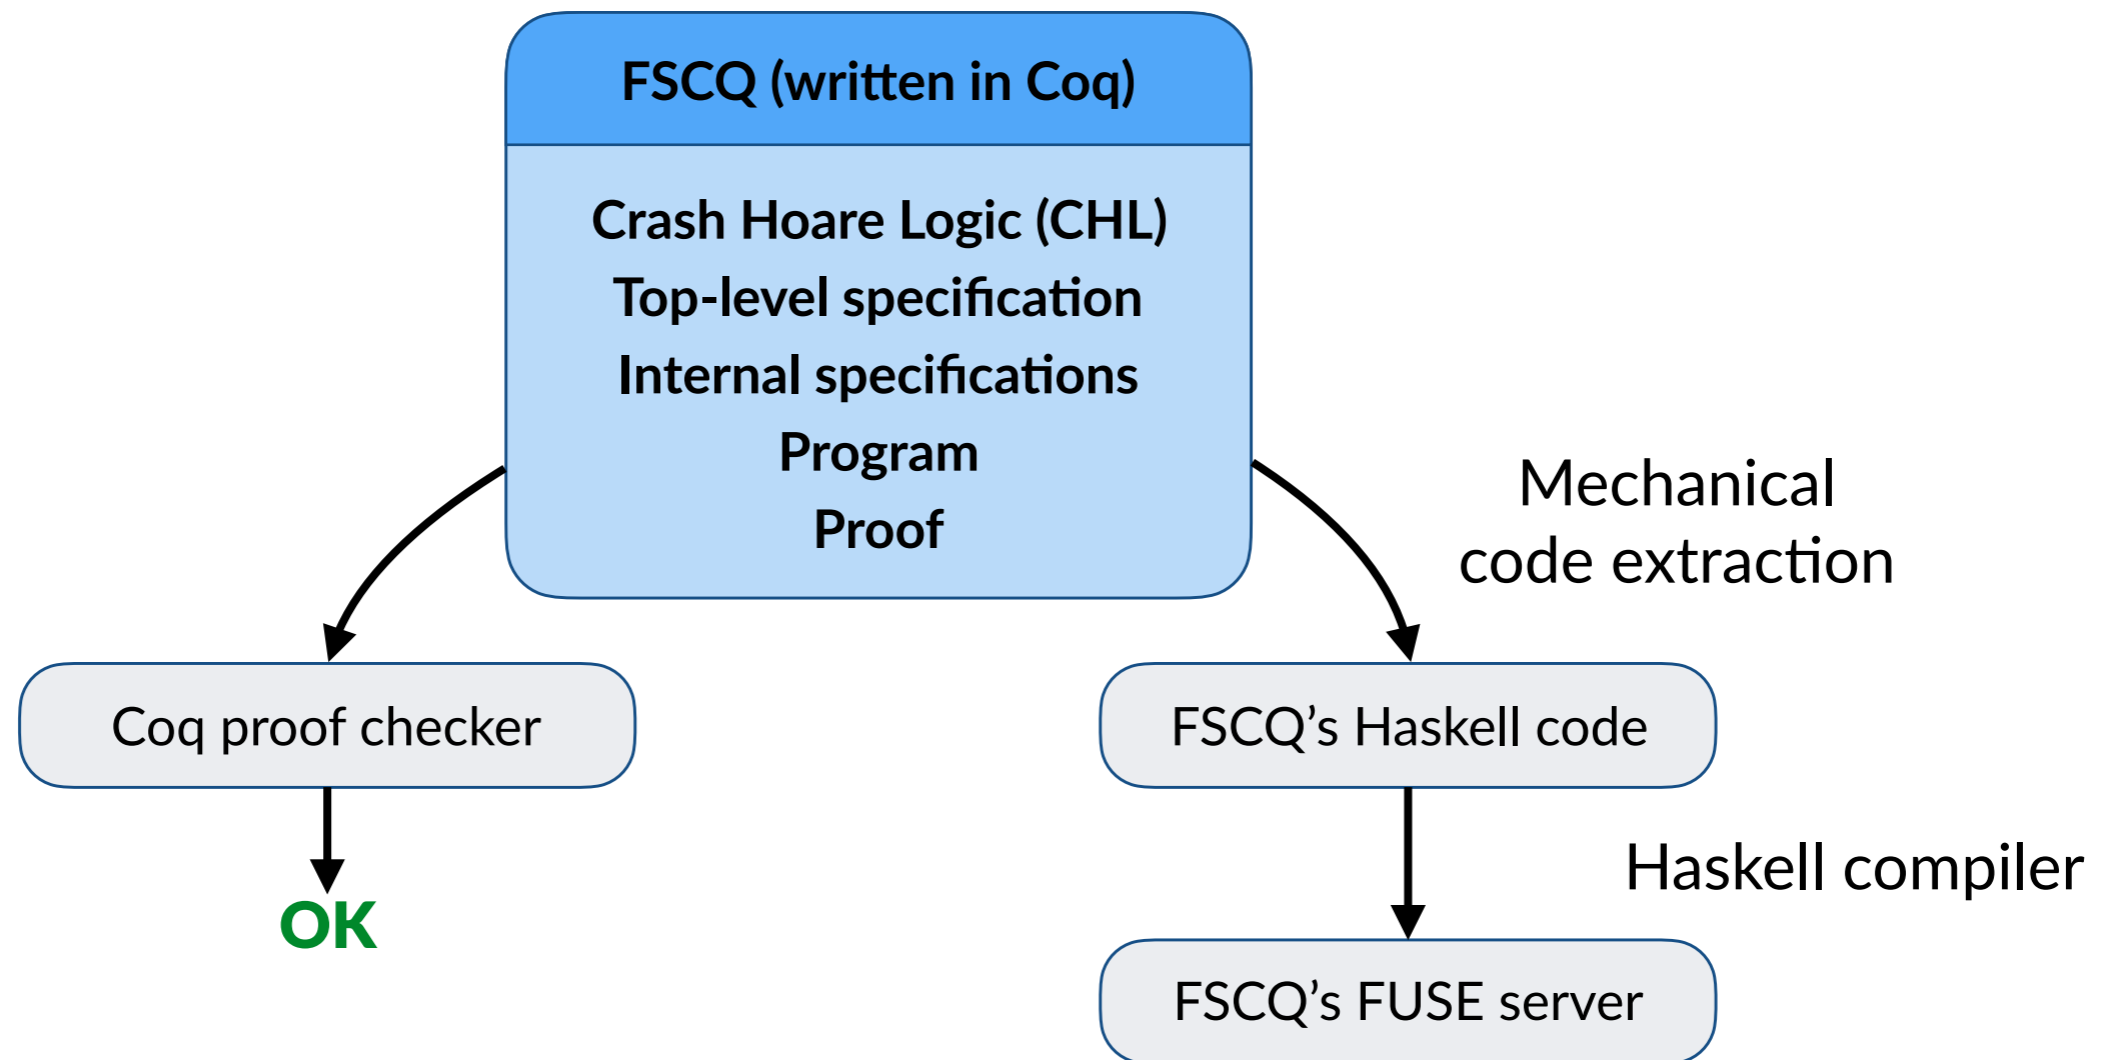 FSCQ (written in Coq)
Crash Hoare Logic (CHL)
Top-level specification
Internal specifications
Program
Proof
Mechanical
code extraction
Coq proof checker
FSCQ’s Haskell code
Haskell compiler
OK
FSCQ’s FUSE server